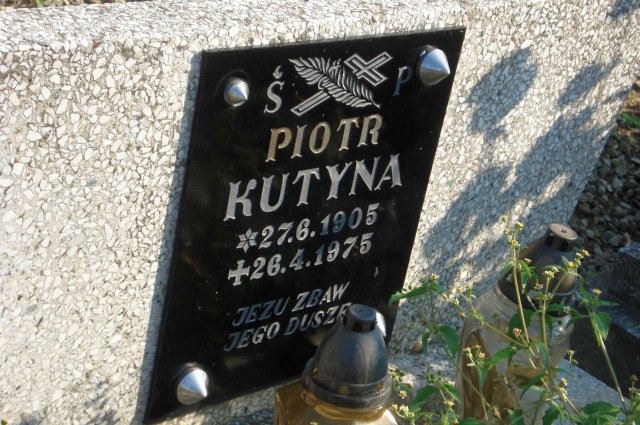 Ś P
PIOTR
KUTYNA
27.6.1905
26.4.1975
JEZU ZBAW
JEGO DUSZĘ